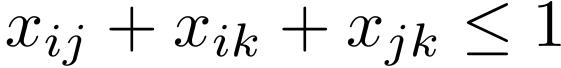 x_{ij} + x_{ik} + x_{jk} ≤ 1